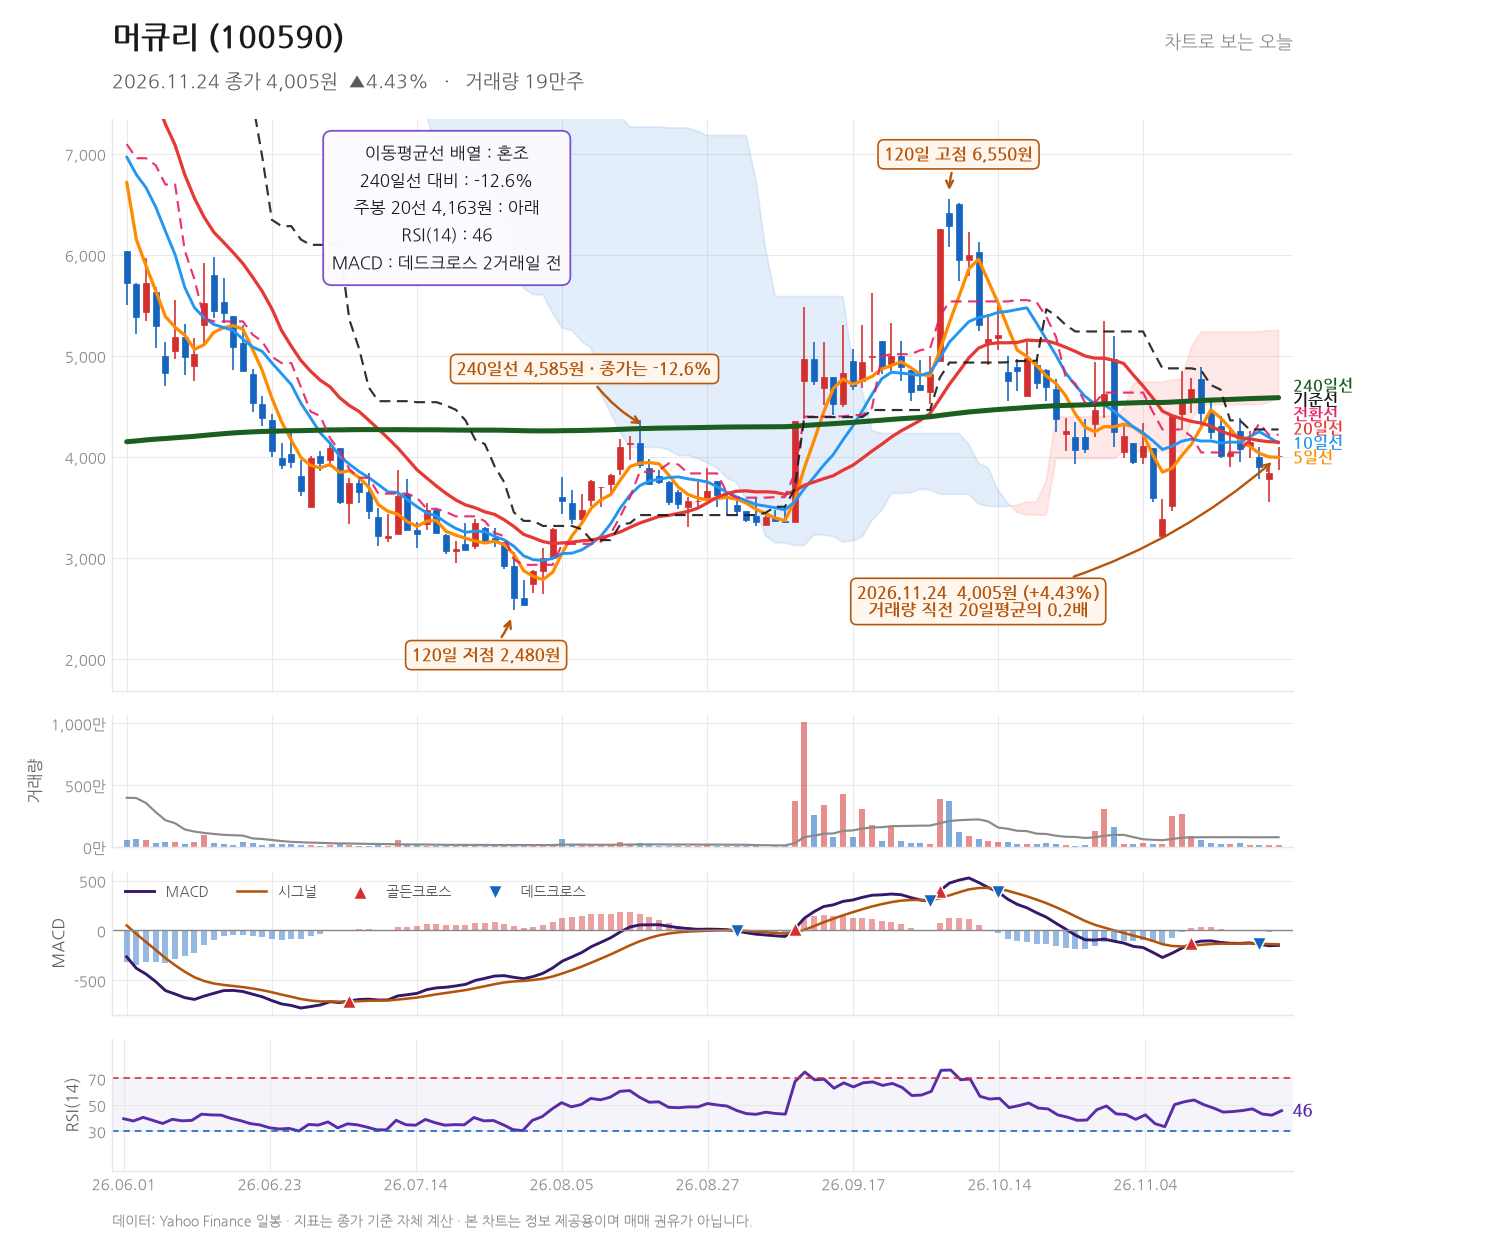 머큐리 (100590)
차트로 보는 오늘
2026.11.24 종가 4,005원 ▲4.43% · 거래량 19만주
이동평균선 배열 : 혼조
240일선 대비 : -12.6%
주봉 20선 4,163원 : 아래
RSI(14) : 46
MACD : 데드크로스 2거래일 전
120일 고점 6,550원
240일선 4,585원 · 종가는 -12.6%
120일 저점 2,480원
2026.11.24 4,005원 (+4.43%)
거래량 직전 20일평균의 0.2배
7,000
6,000
5,000
4,000
3,000
2,000
240일선
기준선
전환선
20일선
10일선
5일선
거래량
1,000만
500만
0만
MACD
500
0
-500
MACD
시그널
골든크로스
데드크로스
RSI(14)
70
50
30
46
26.06.01
26.06.23
26.07.14
26.08.05
26.08.27
26.09.17
26.10.14
26.11.04
데이터: Yahoo Finance 일봉 · 지표는 종가 기준 자체 계산 · 본 차트는 정보 제공용이며 매매 권유가 아닙니다.